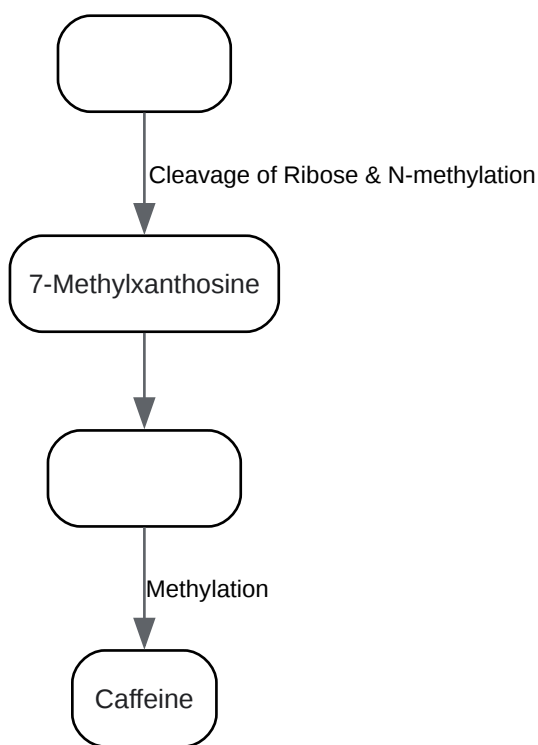 Cleavage of Ribose & N-methylation
7-Methylxanthosine
Methylation
Caffeine